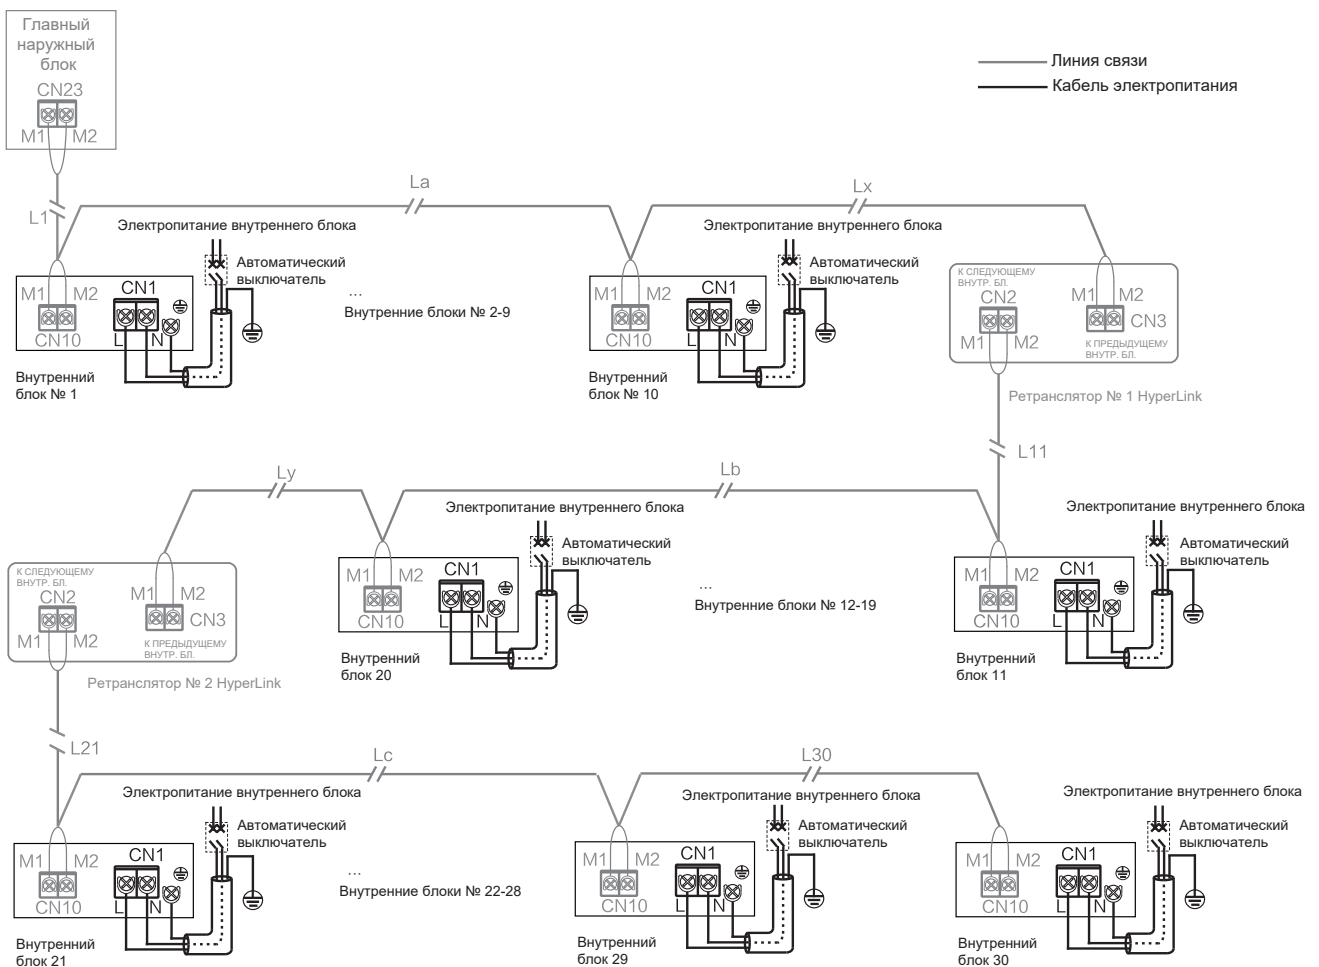 Главный
наружный
блок
CN23
M1 M2
Линия связи
Кабель электропитания
L1
La
Lx
Электропитание внутреннего блока
Автоматический
выключатель
M1 M2
CN1
CN10
L N
Внутренний
блок № 1
...
Внутренние блоки № 2-9
Электропитание внутреннего блока
Автоматический
выключатель
M1 M2
CN1
CN10
L N
Внутренний
блок № 10
К СЛЕДУЮЩЕМУ
ВНУТР. БЛ.
CN2
M1 M2
M1 M2
CN3
К ПРЕДЫДУЩЕМУ
ВНУТР. БЛ.
Ретранслятор № 1 HyperLink
L11
Ly
Lb
К СЛЕДУЮЩЕМУ
ВНУТР. БЛ.
CN2
M1 M2
M1 M2
CN3
К ПРЕДЫДУЩЕМУ
ВНУТР. БЛ.
Ретранслятор № 2 HyperLink
Электропитание внутреннего блока
Автоматический
выключатель
M1 M2
CN1
CN10
L N
Внутренний
блок 20
...
Внутренние блоки № 12-19
Электропитание внутреннего блока
Автоматический
выключатель
M1 M2
CN1
CN10
L N
Внутренний
блок 11
L21
Lc
L30
Электропитание внутреннего блока
Автоматический
выключатель
M1 M2
CN1
CN10
L N
Внутренний
блок 21
...
Внутренние блоки № 22-28
Электропитание внутреннего блока
Автоматический
выключатель
M1 M2
CN1
CN10
L N
Внутренний
блок 29
Электропитание внутреннего блока
Автоматический
выключатель
M1 M2
CN1
CN10
L N
Внутренний
блок 30